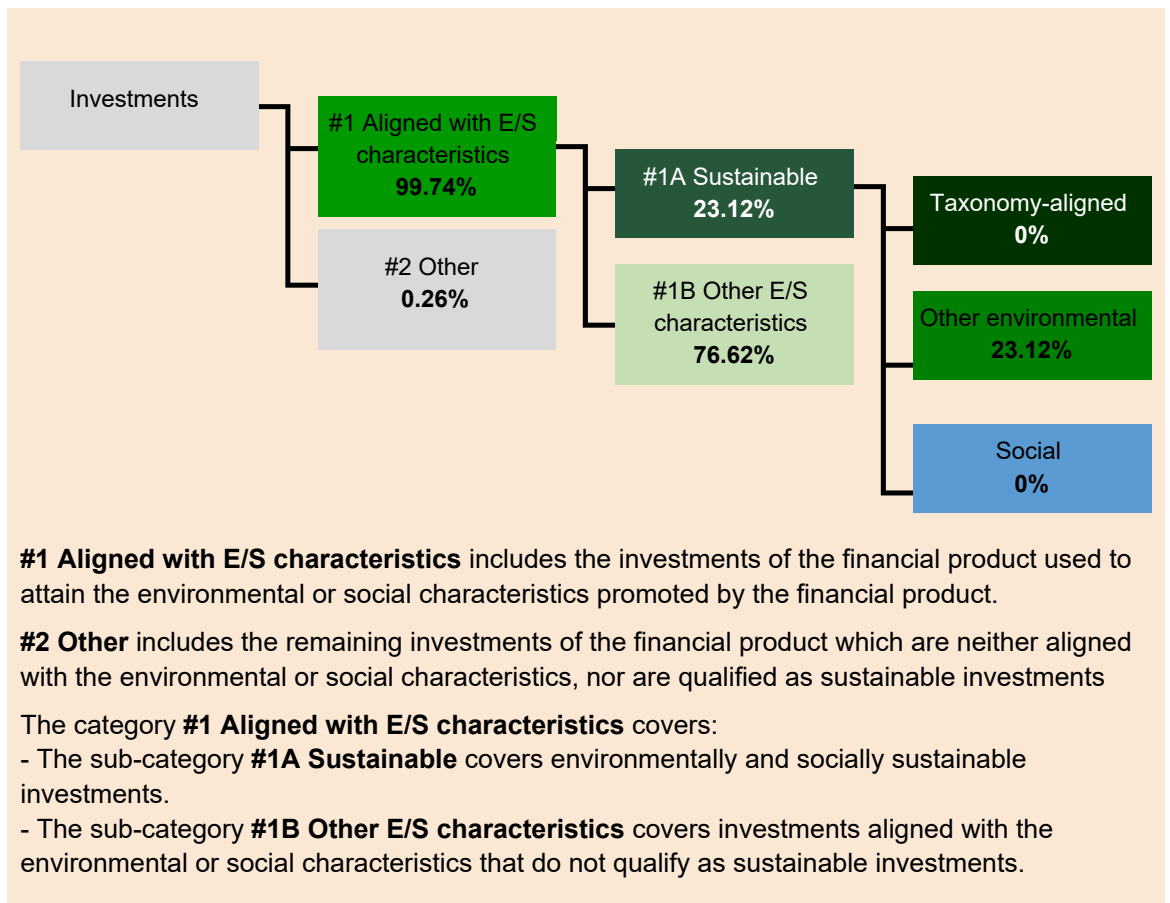 Investments
#1 Aligned with E/S
characteristics
99.74%
#2 Other
0.26%
#1A Sustainable
23.12%
#1B Other E/S
characteristics
76.62%
Taxonomy-aligned
0%
Other environmental
23.12%
Social
0%
#1 Aligned with E/S characteristics includes the investments of the financial product used to
attain the environmental or social characteristics promoted by the financial product.
#2 Other includes the remaining investments of the financial product which are neither aligned
with the environmental or social characteristics, nor are qualified as sustainable investments
The category #1 Aligned with E/S characteristics covers:
- The sub-category #1A Sustainable covers environmentally and socially sustainable
investments.
- The sub-category #1B Other E/S characteristics covers investments aligned with the
environmental or social characteristics that do not qualify as sustainable investments.